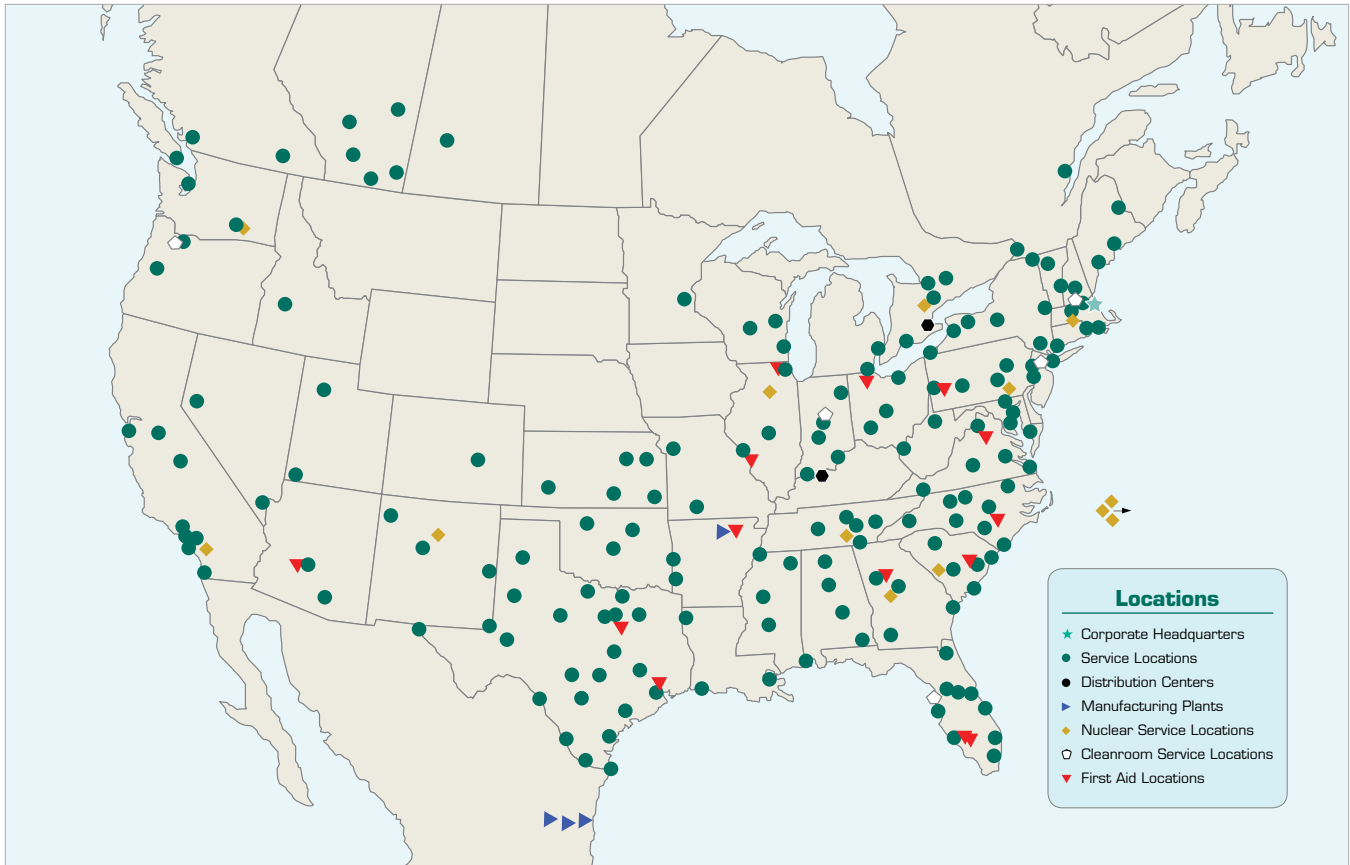 Locations
Corporate Headquarters
Service Locations
Distribution Centers
Manufacturing Plants
Nuclear Service Locations
Cleanroom Service Locations
First Aid Locations